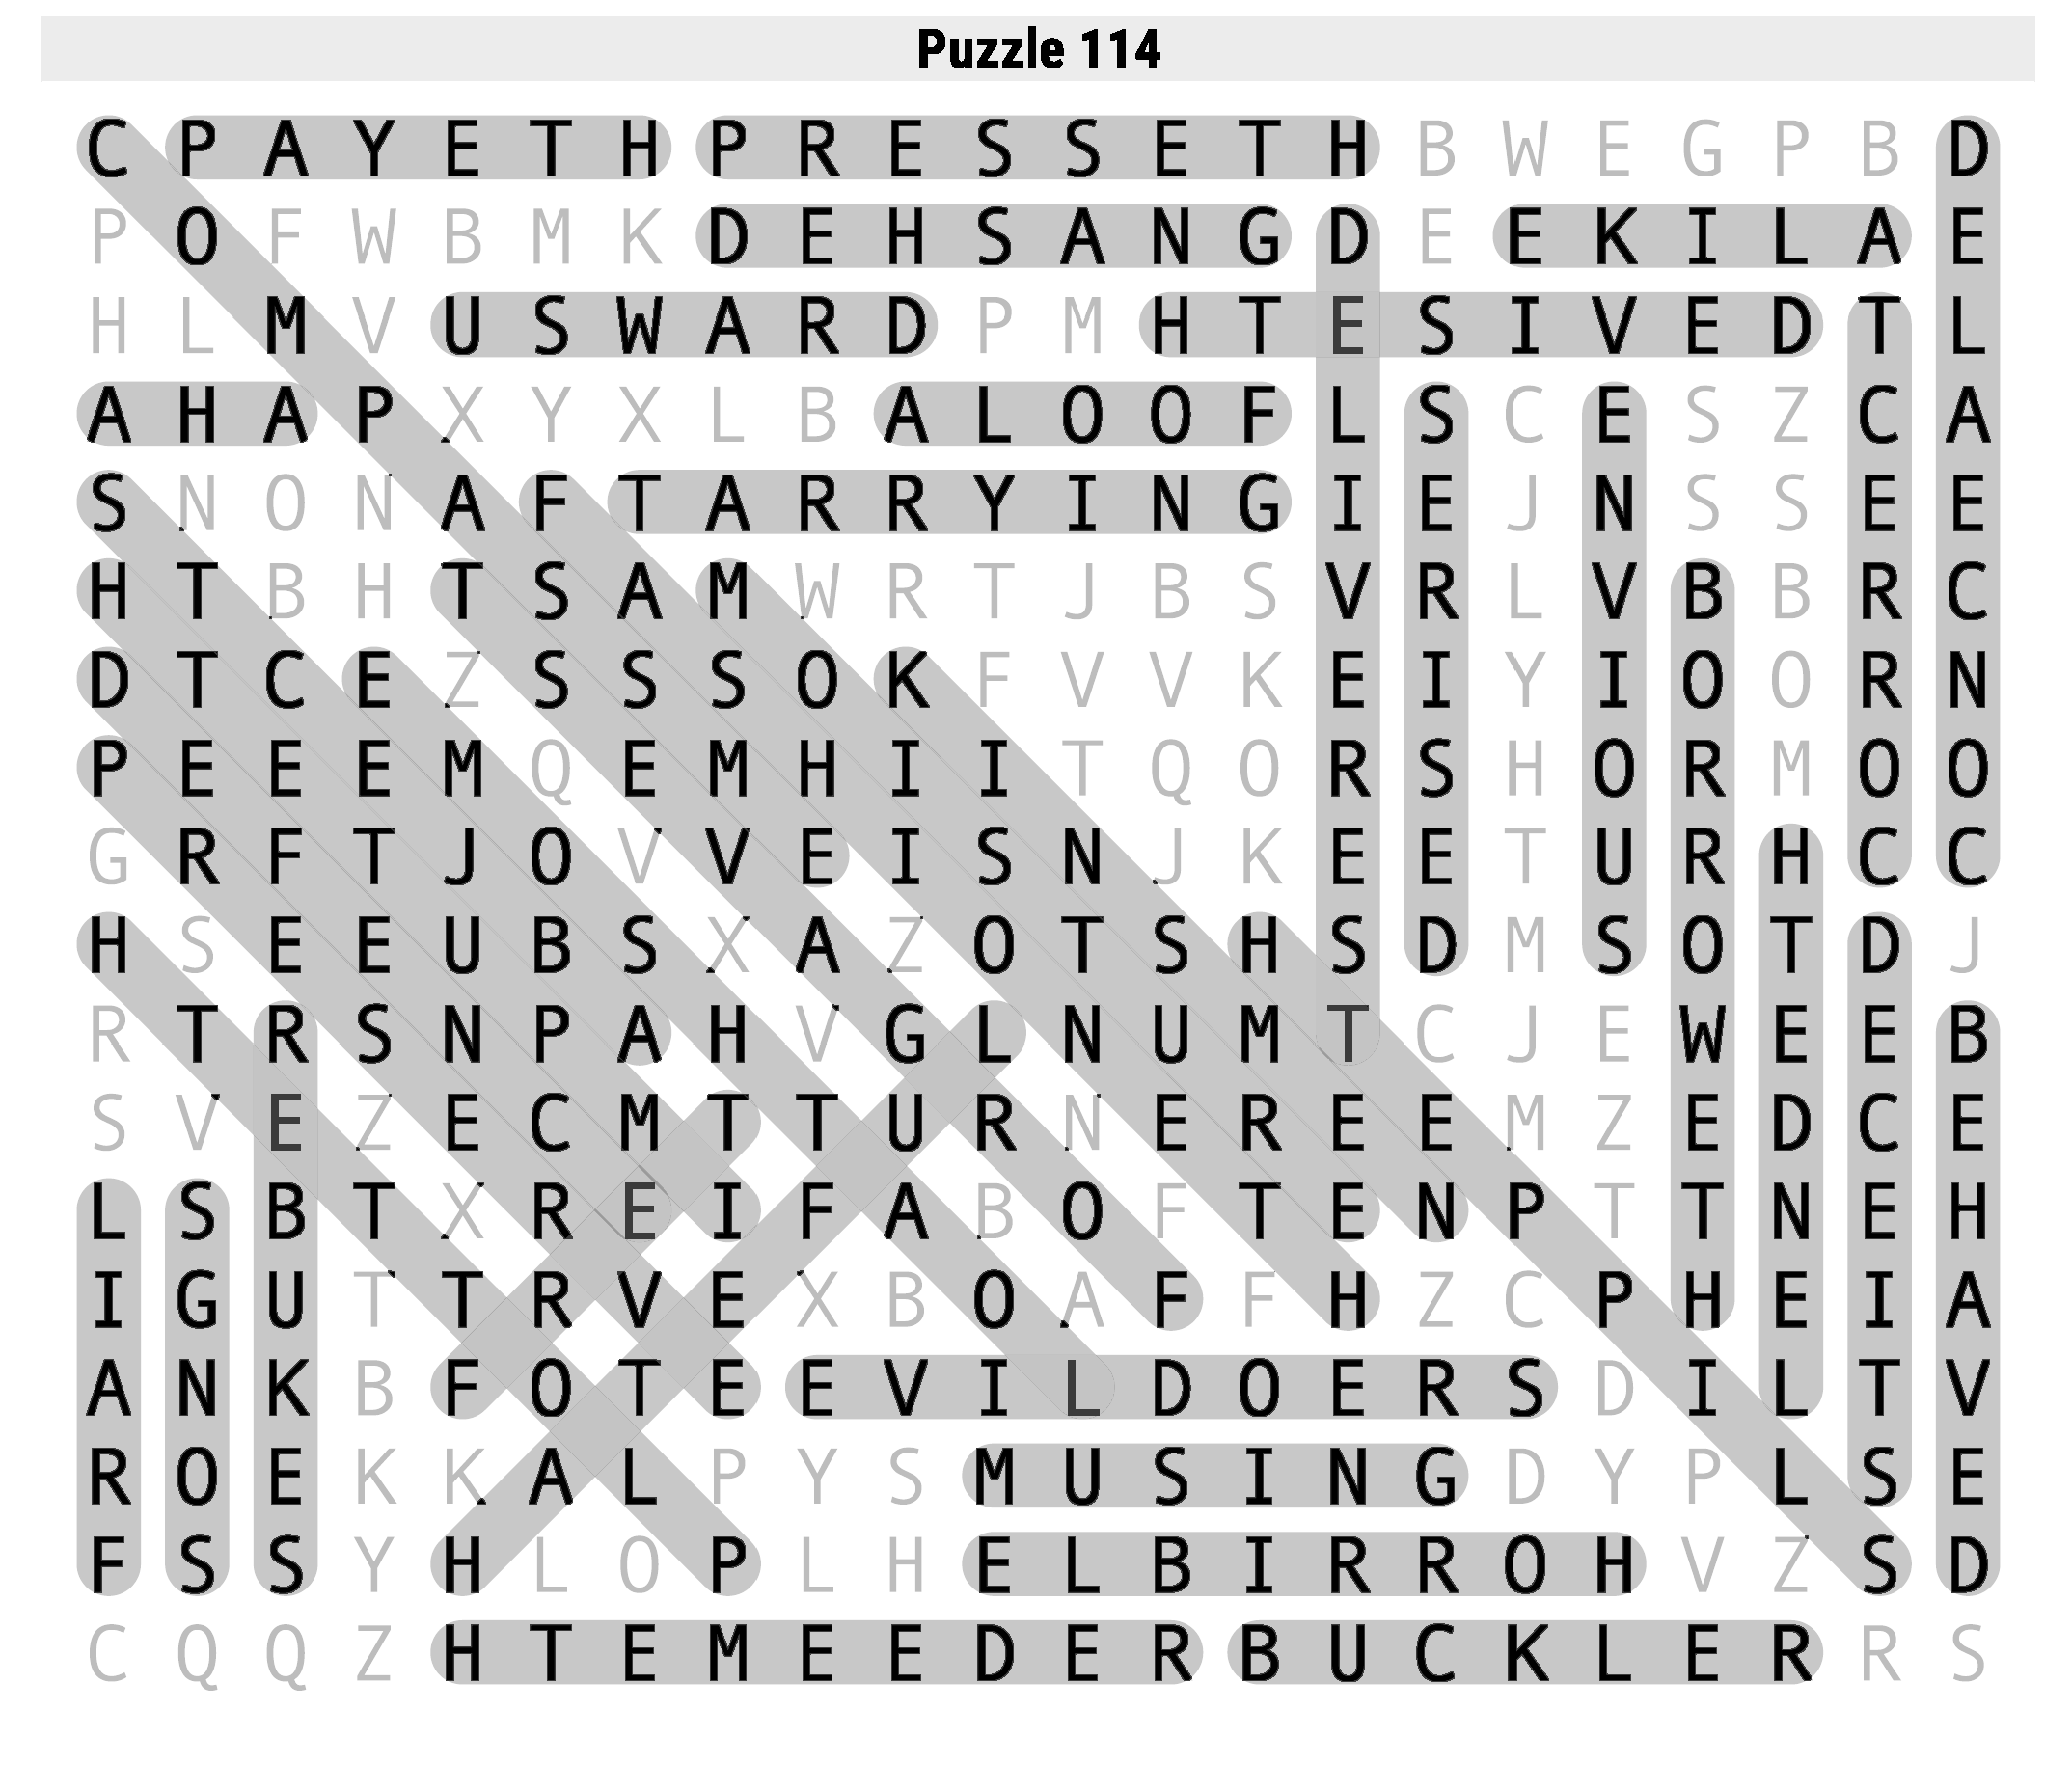 Puzzle 114
C P A Y E T H P R E S S E T H B W E G P B D
P O F W B M K D E H S A N G D E E K I L A E
H L M V U S W A R D P M H T E S I V E D T L
A H A P X Y X L B A L O O F L S C E S Z C A
S N O N A F T A R R Y I N G I E J N S S E E
H T B H T S A M W R T J B S V R L V B B R C
D T C E Z S S S O K F V V K E I Y I O O R N
P E E E M Q E M H I I T Q O R S H O R M O O
G R F T J O V V E I S N J K E E T U R H C C
H S E E U B S X A Z O T S H S D M S O T D J
R T R S N P A H V G L N U M T C J E W E E B
S V E Z E C M T T U R N E R E E M Z E D C E
L S B T X R E I F A B O F T E N P T T N E H
I G U T T R V E X B O A F F H Z C P H E I A
A N K B F O T E E V I L D O E R S D I L T V
R O E K K A L P Y S M U S I N G D Y P L S E
F S S Y H L O P L H E L B I R R O H V Z S D
C Q Q Z H T E M E E D E R B U C K L E R R S